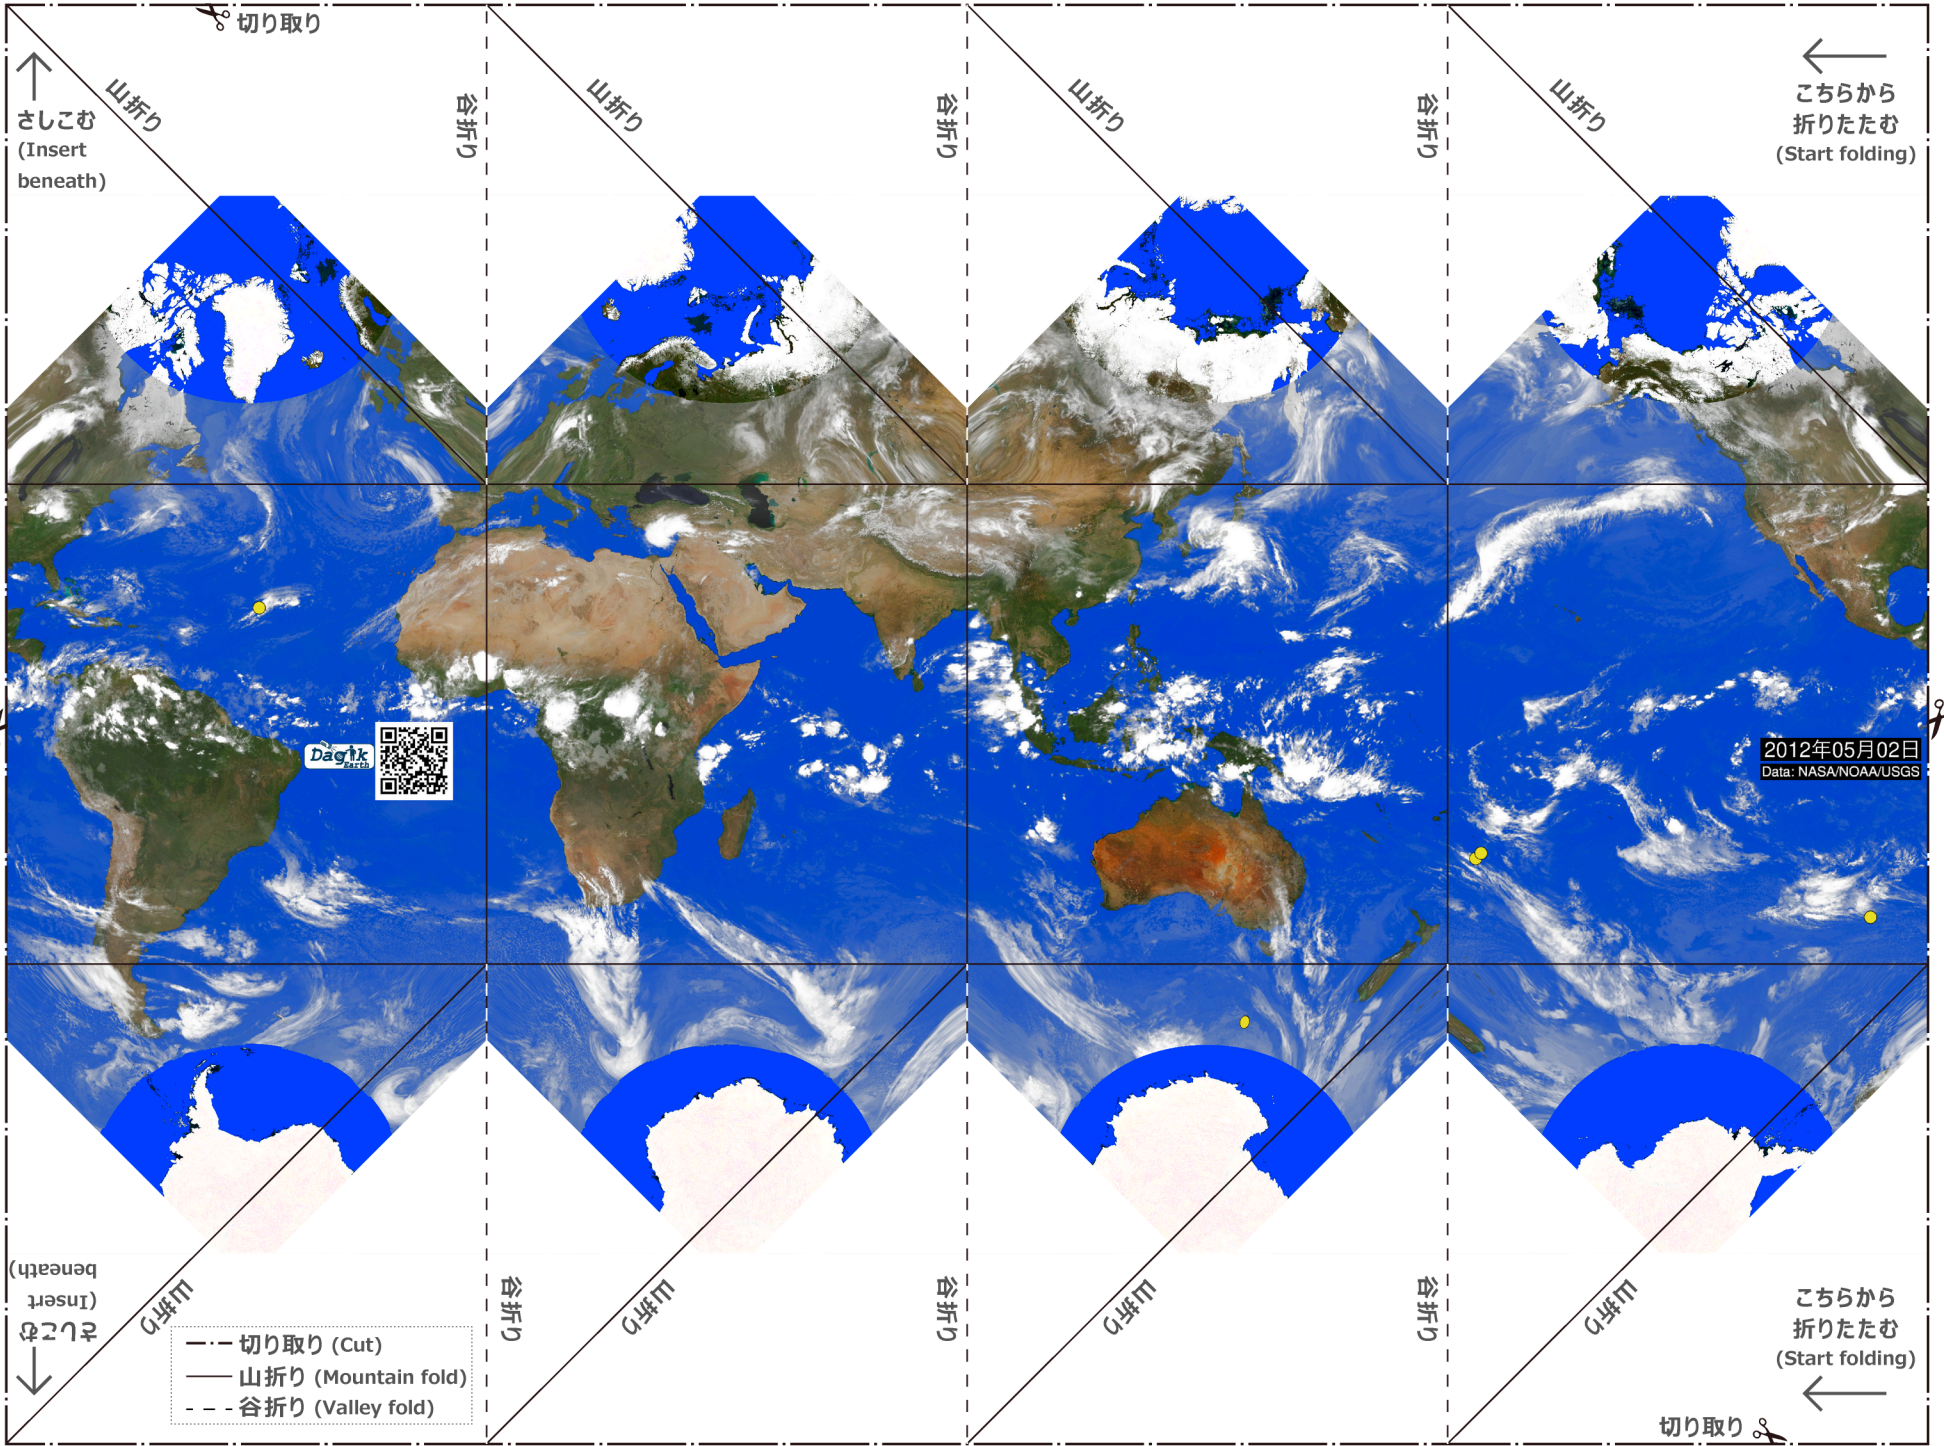 切り取り
山折り
谷折り
山折り
谷折り
山折り
谷折り
山折り
こちらから
折りたたむ
(Start folding)
さしこむ
(Insert
beneath)
Dagik
Earth
2012年05月02日
Data: NASA/NOAA/USGS
さしこむ
(Insert
beneath)
山折り
谷折り
山折り
谷折り
山折り
谷折り
山折り
こちらから
折りたたむ
(Start folding)
切り取り (Cut)
山折り (Mountain fold)
谷折り (Valley fold)
切り取り